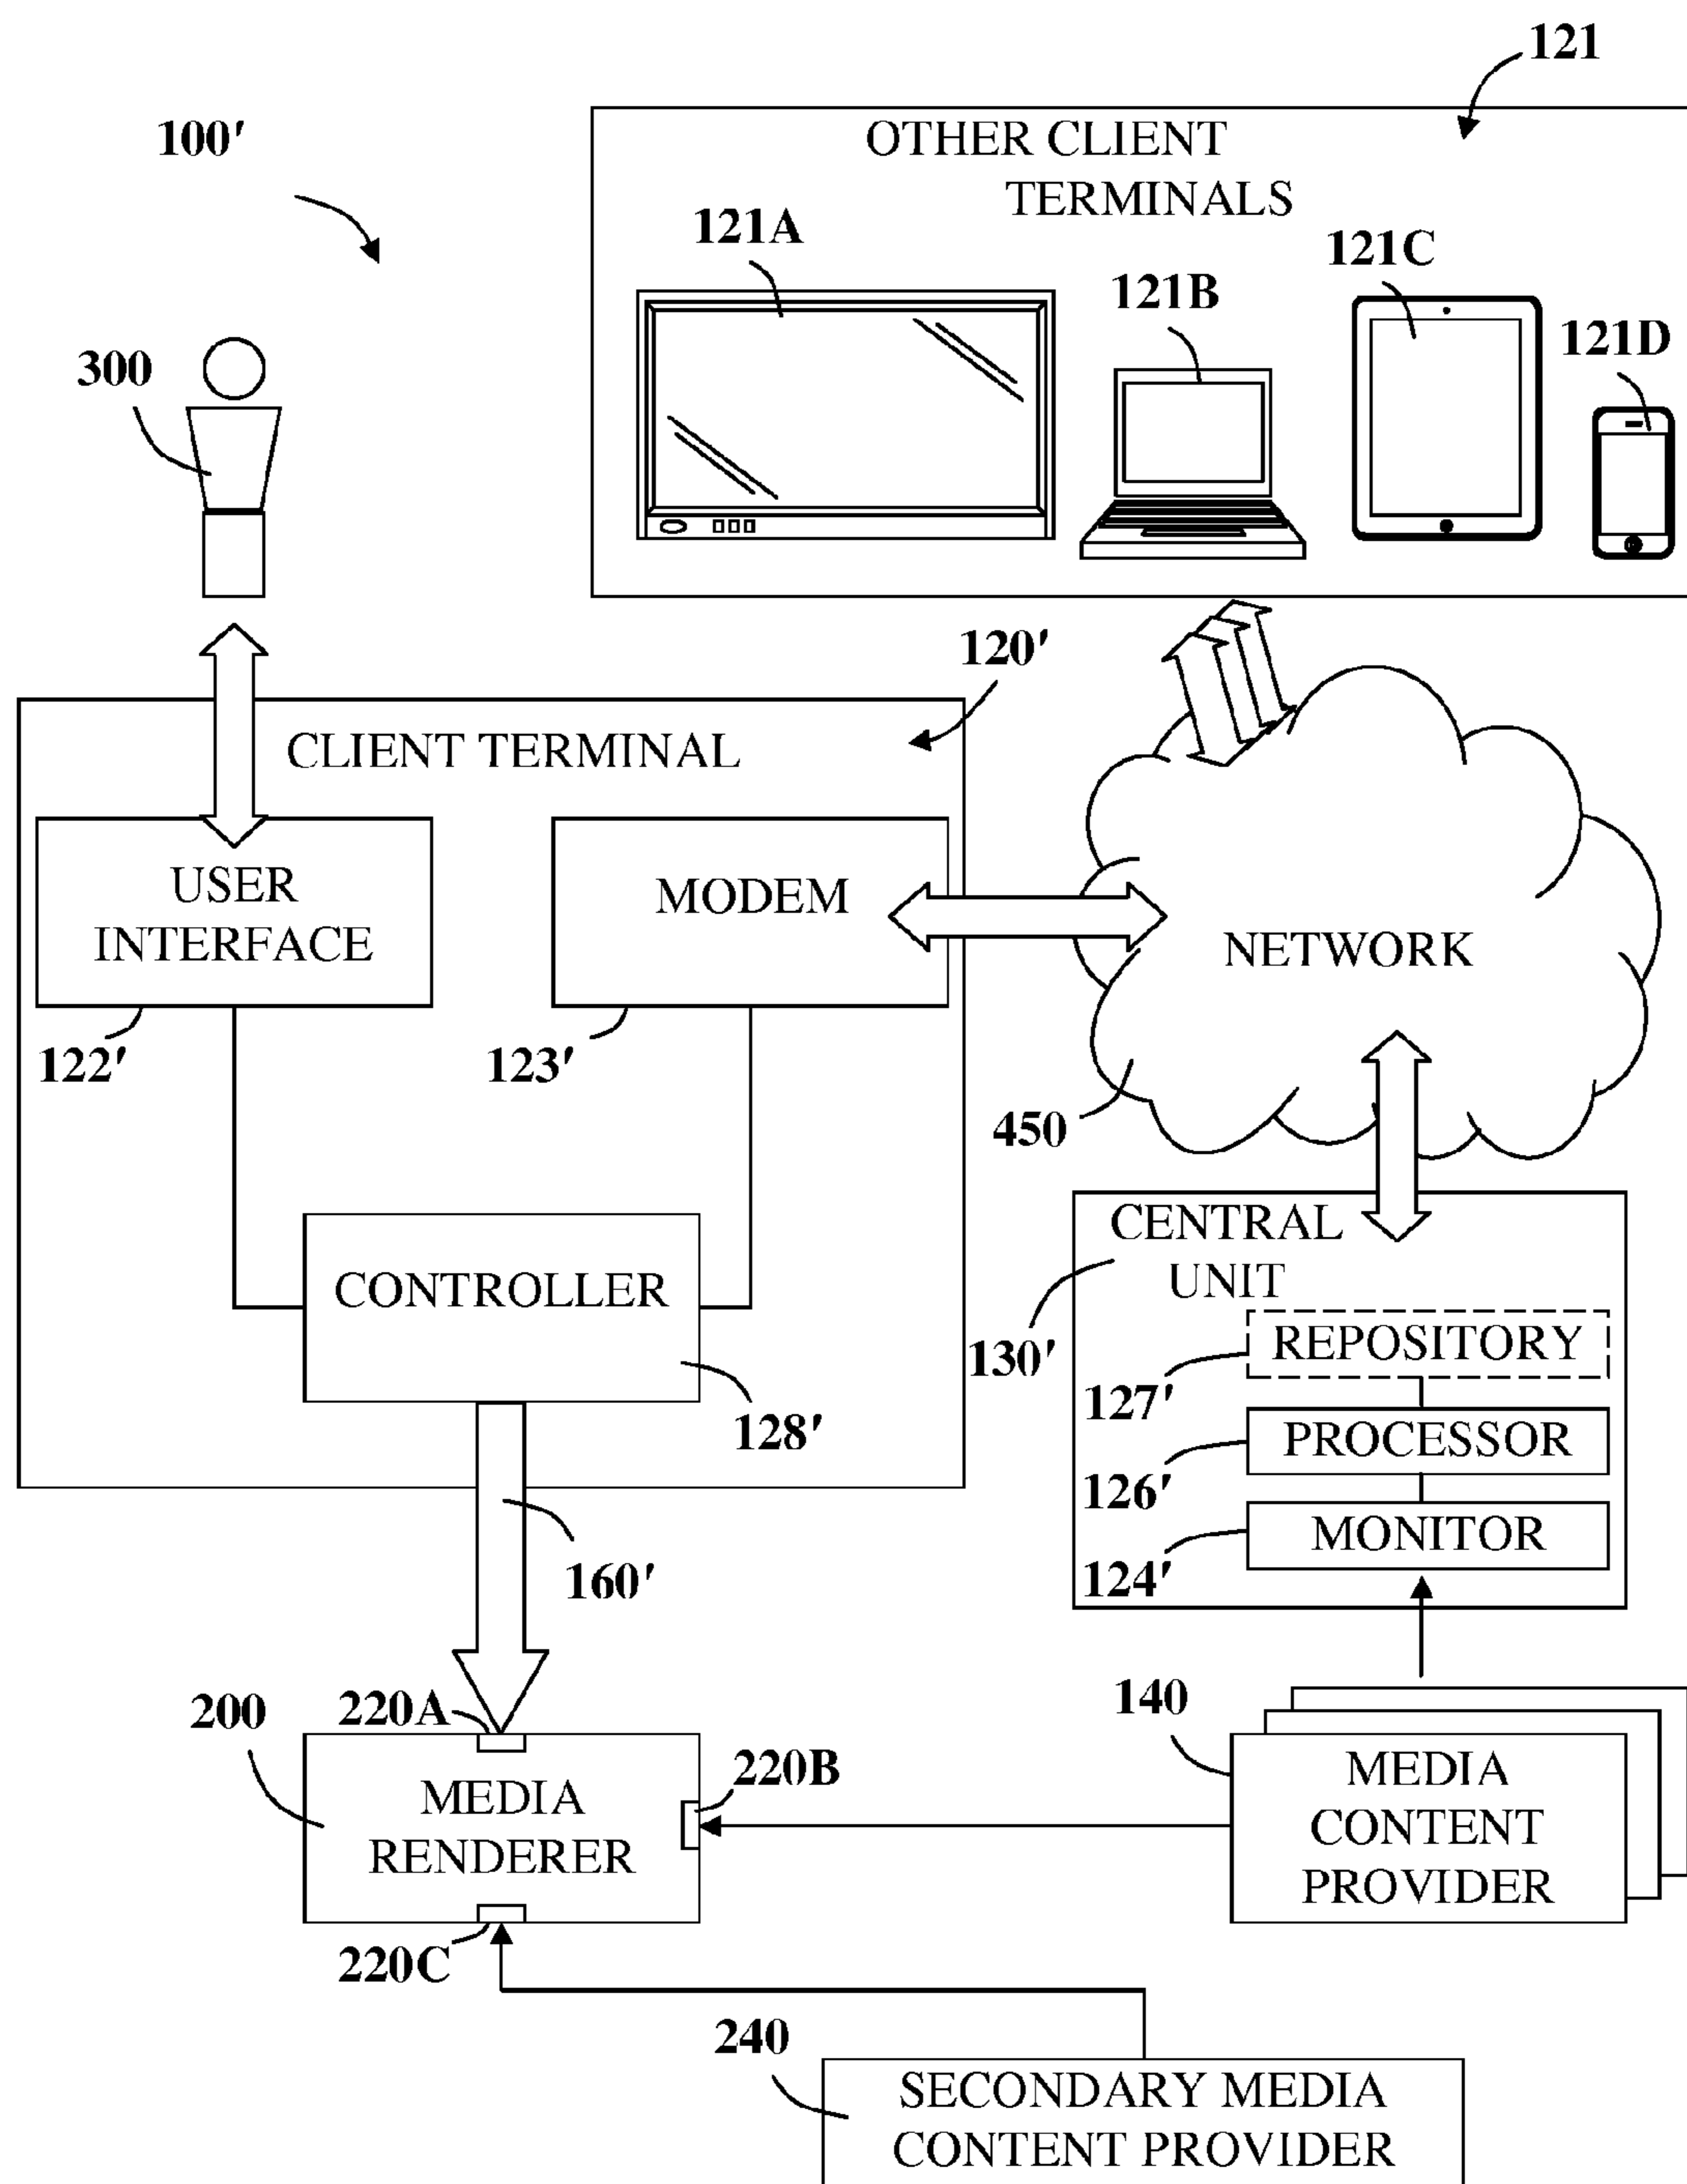 121
100'
OTHER CLIENT
TERMINALS
121A
121B
121C
121D
300
120'
CLIENT TERMINAL
USER
INTERFACE
MODEM
NETWORK
122'
123'
450
CENTRAL
UNIT
CONTROLLER
130'
REPOSITORY
127'
128'
PROCESSOR
126'
MONITOR
124'
160'
200
220A
140
220B
MEDIA
RENDERER
MEDIA
CONTENT
PROVIDER
220C
240
SECONDARY MEDIA
CONTENT PROVIDER